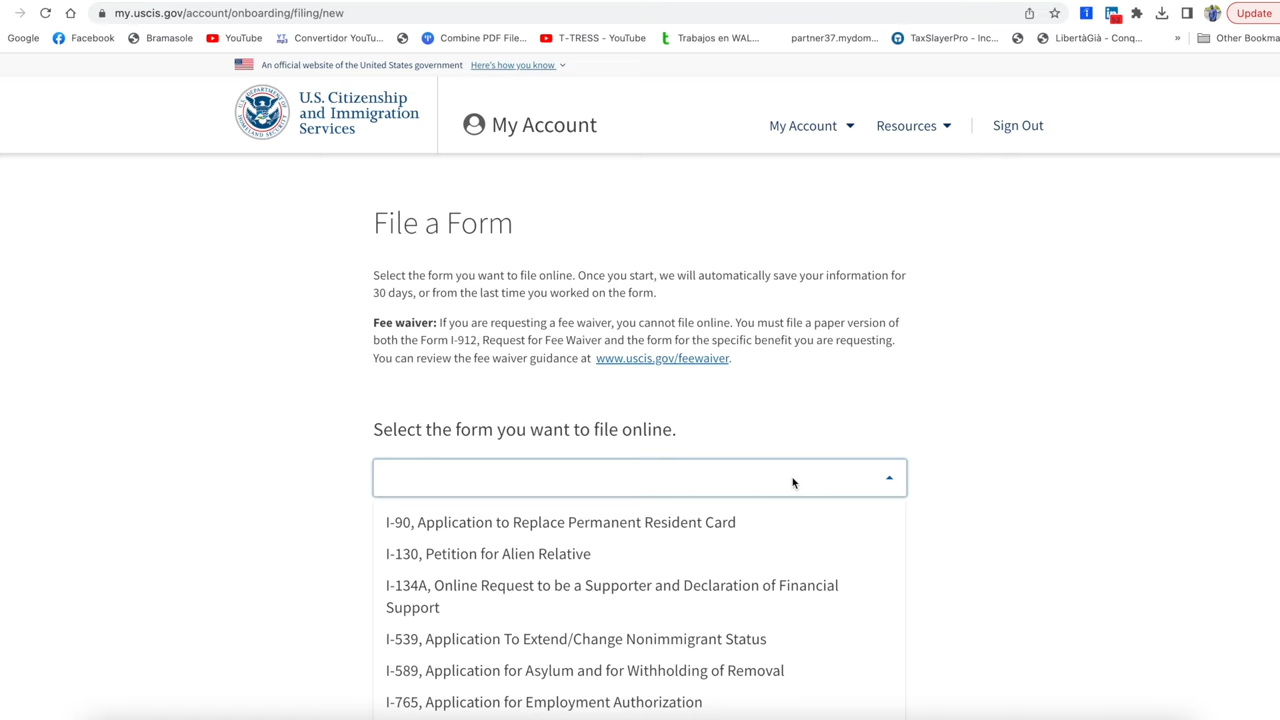 my.uscis.gov/account/onboarding/filing/new
Update
Google Facebook Bramasole YouTube Convertidor YouTu... Combine PDF File... T-TRESS - YouTube Trabajos en WAL... partner37.mydom... TaxSlayerPro - Inc... LibertàGià - Conq... » Other Bookma
An official website of the United States government Here's how you know
U.S. Citizenship
and Immigration
Services
My Account
My Account Resources Sign Out
File a Form
Select the form you want to file online. Once you start, we will automatically save your information for
30 days, or from the last time you worked on the form.
Fee waiver: If you are requesting a fee waiver, you cannot file online. You must file a paper version of
both the Form I-912, Request for Fee Waiver and the form for the specific benefit you are requesting.
You can review the fee waiver guidance at www.uscis.gov/feewaiver.
Select the form you want to file online.
I-90, Application to Replace Permanent Resident Card
I-130, Petition for Alien Relative
I-134A, Online Request to be a Supporter and Declaration of Financial
Support
I-539, Application To Extend/Change Nonimmigrant Status
I-589, Application for Asylum and for Withholding of Removal
I-765, Application for Employment Authorization